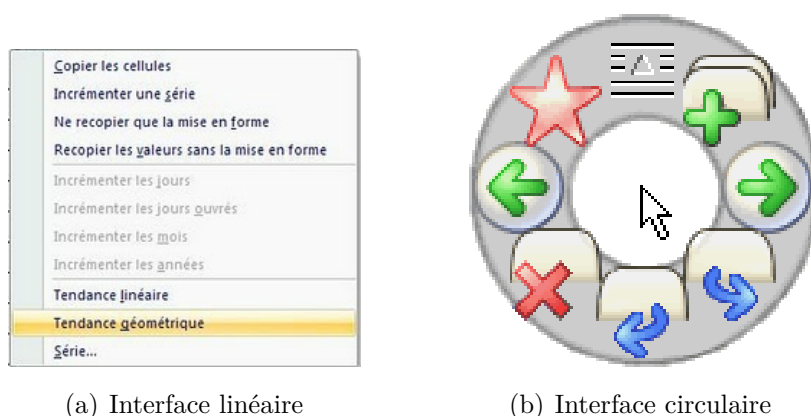 Copier les cellules
Incrémenter une série
Ne recopier que la mise en forme
Recopier les valeurs sans la mise en forme
Incrémenter les jours
Incrémenter les jours ouvrés
Incrémenter les mois
Incrémenter les années
Tendance linéaire
Tendance géométrique
Série...
(a) Interface linéaire
(b) Interface circulaire